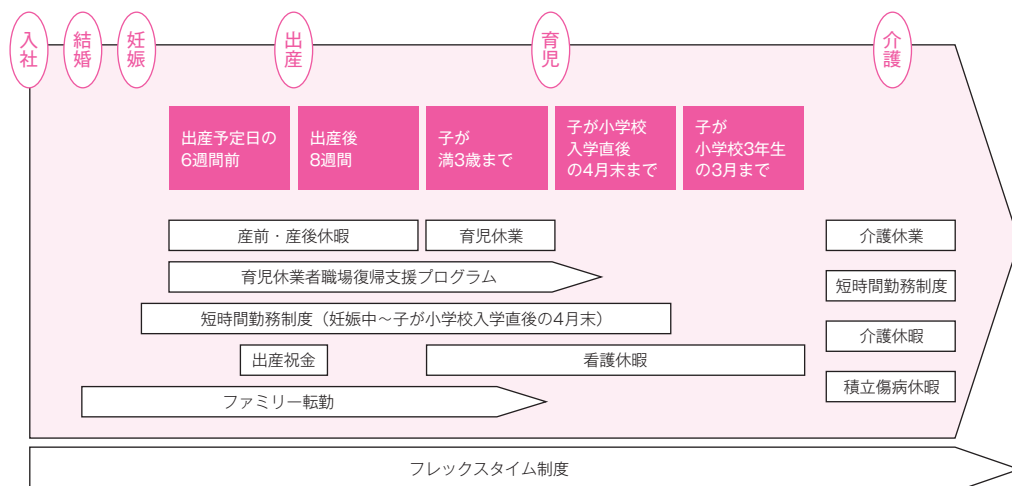 入社
結婚
妊娠
出産
育児
介護
出産予定日の
6週間前
出産後
8週間
子が
満3歳まで
子が小学校
入学直後
の4月末まで
子が
小学校3年生
の3月まで
産前・産後休暇
育児休業
介護休業
育児休業者職場復帰支援プログラム
短時間勤務制度
短時間勤務制度（妊娠中～子が小学校入学直後の4月末）
介護休暇
出産祝金
看護休暇
積立傷病休暇
ファミリー転勤
フレックスタイム制度